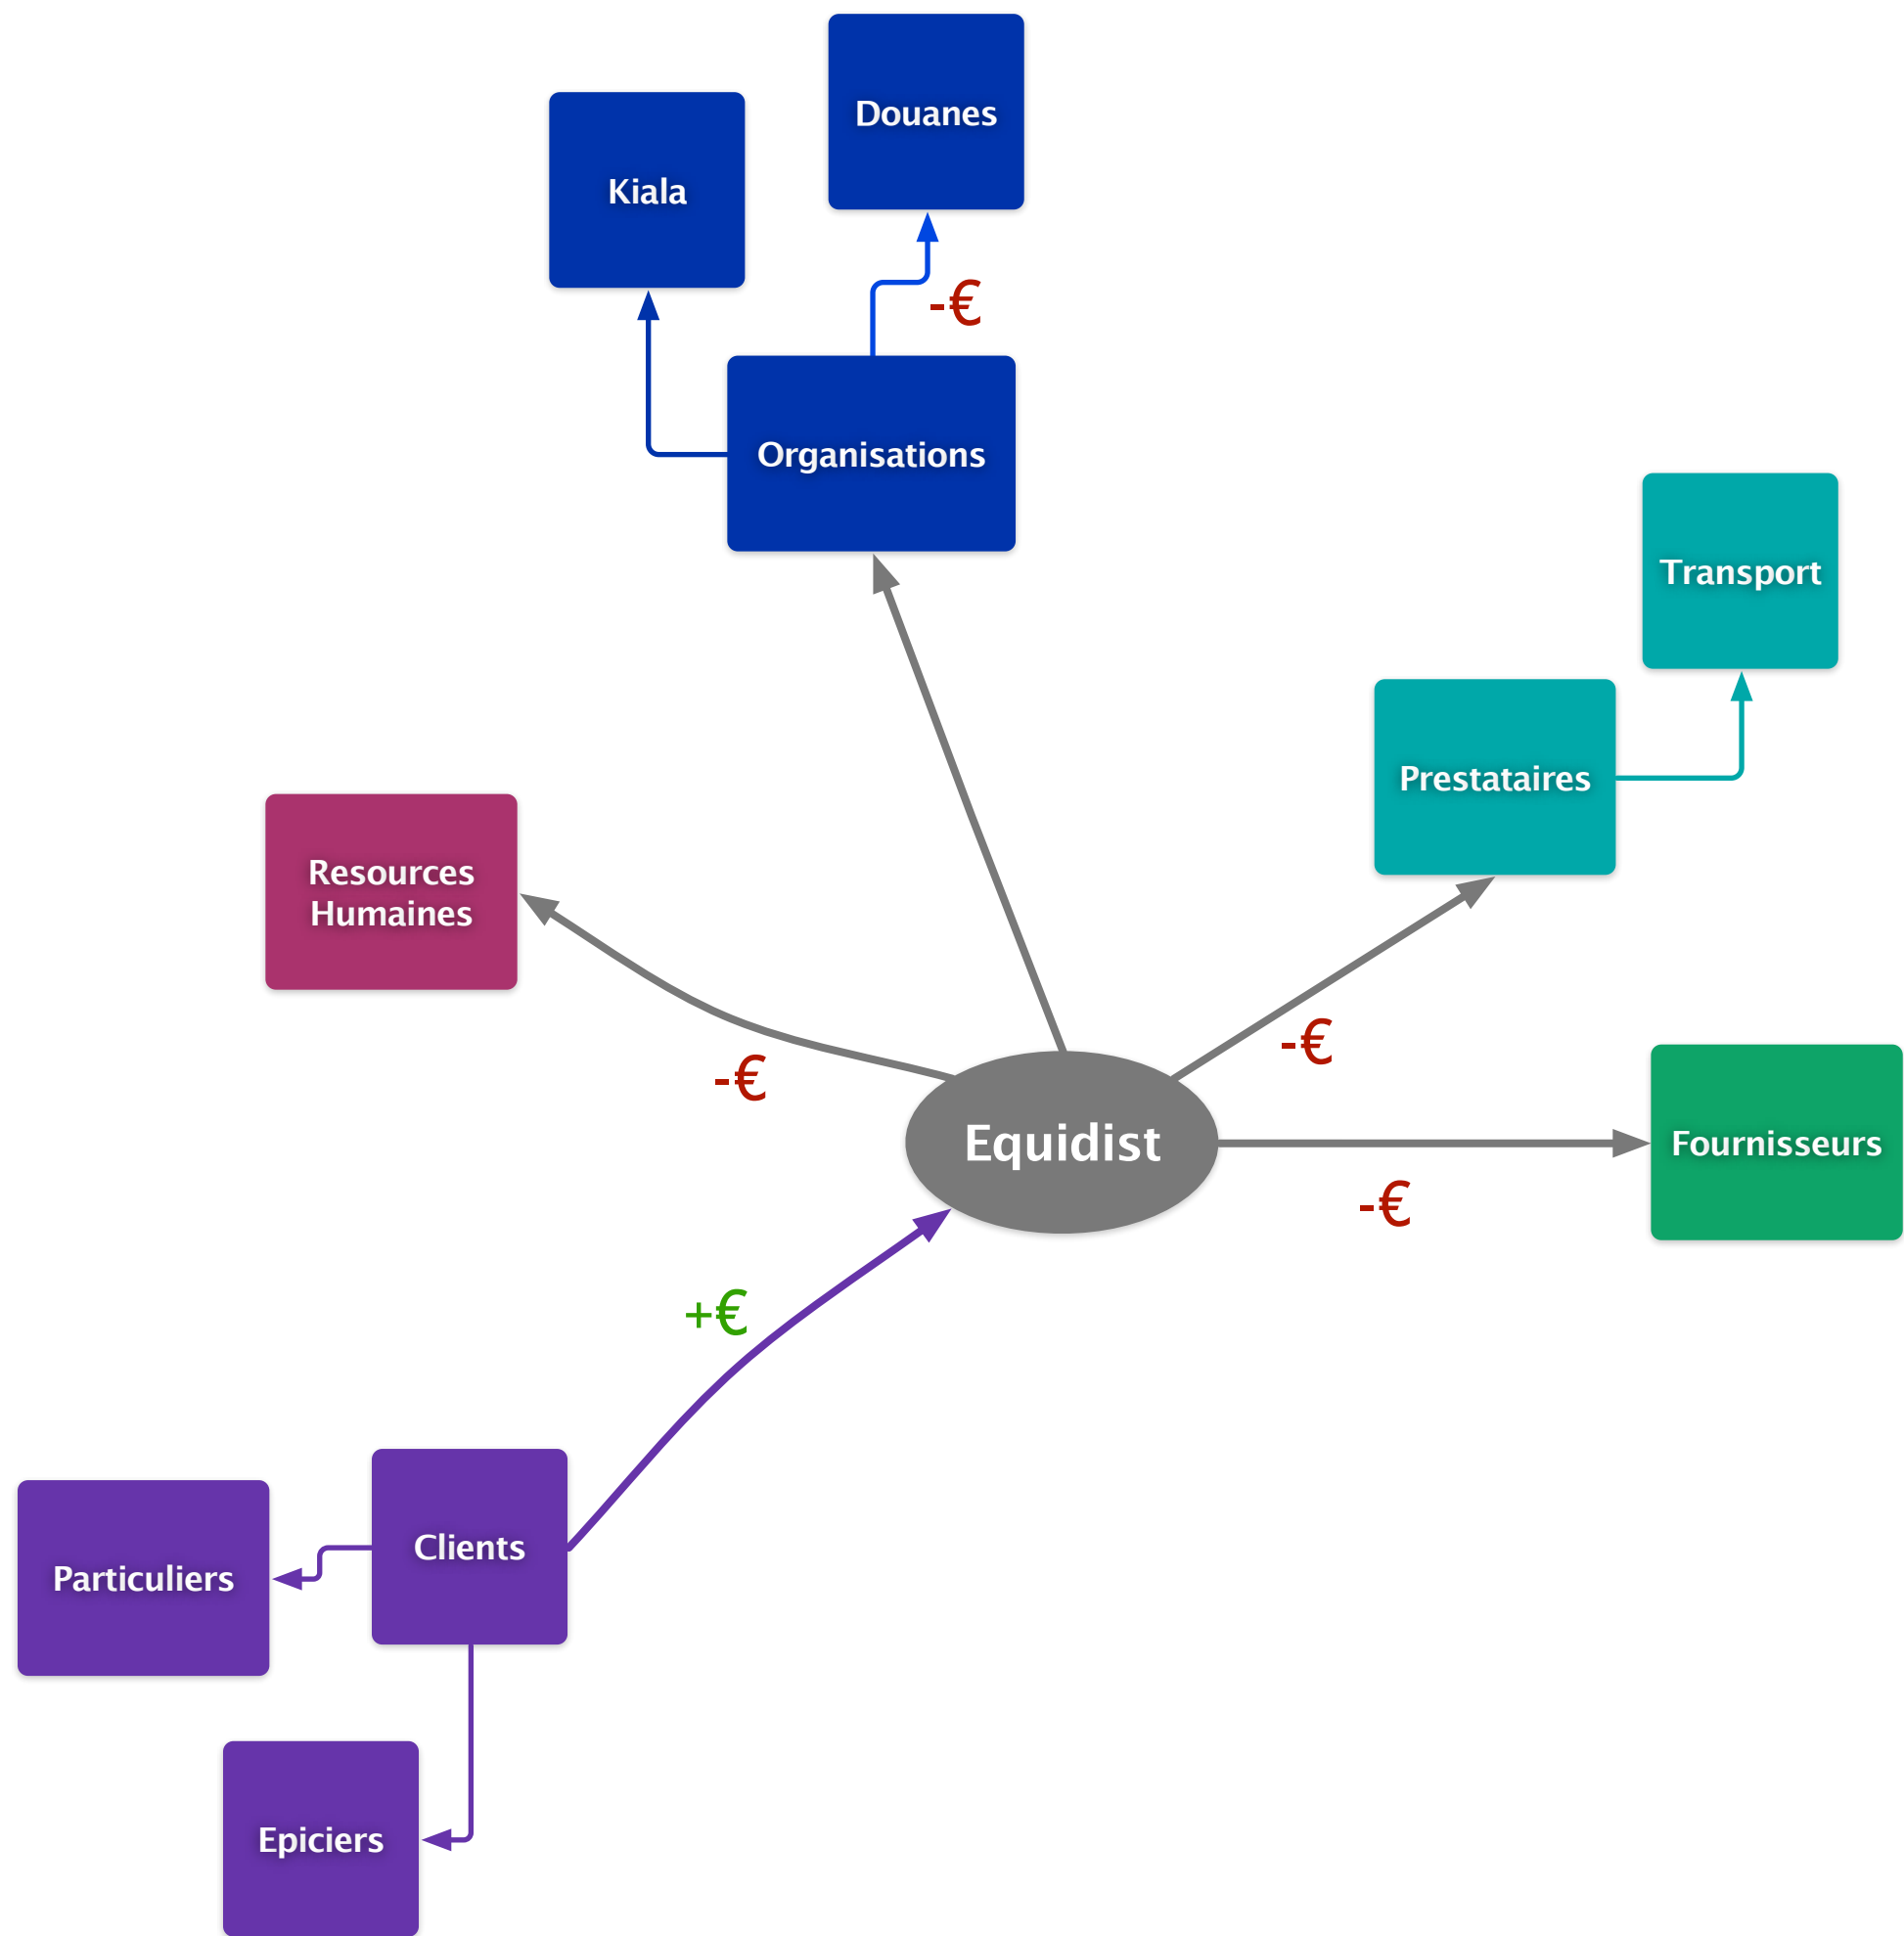 Douanes
Kiala
-€
Organisations
Transport
Prestataires
Resources
Humaines
-€
-€
Equidist
Fournisseurs
-€
+€
Clients
Particuliers
Epiciers